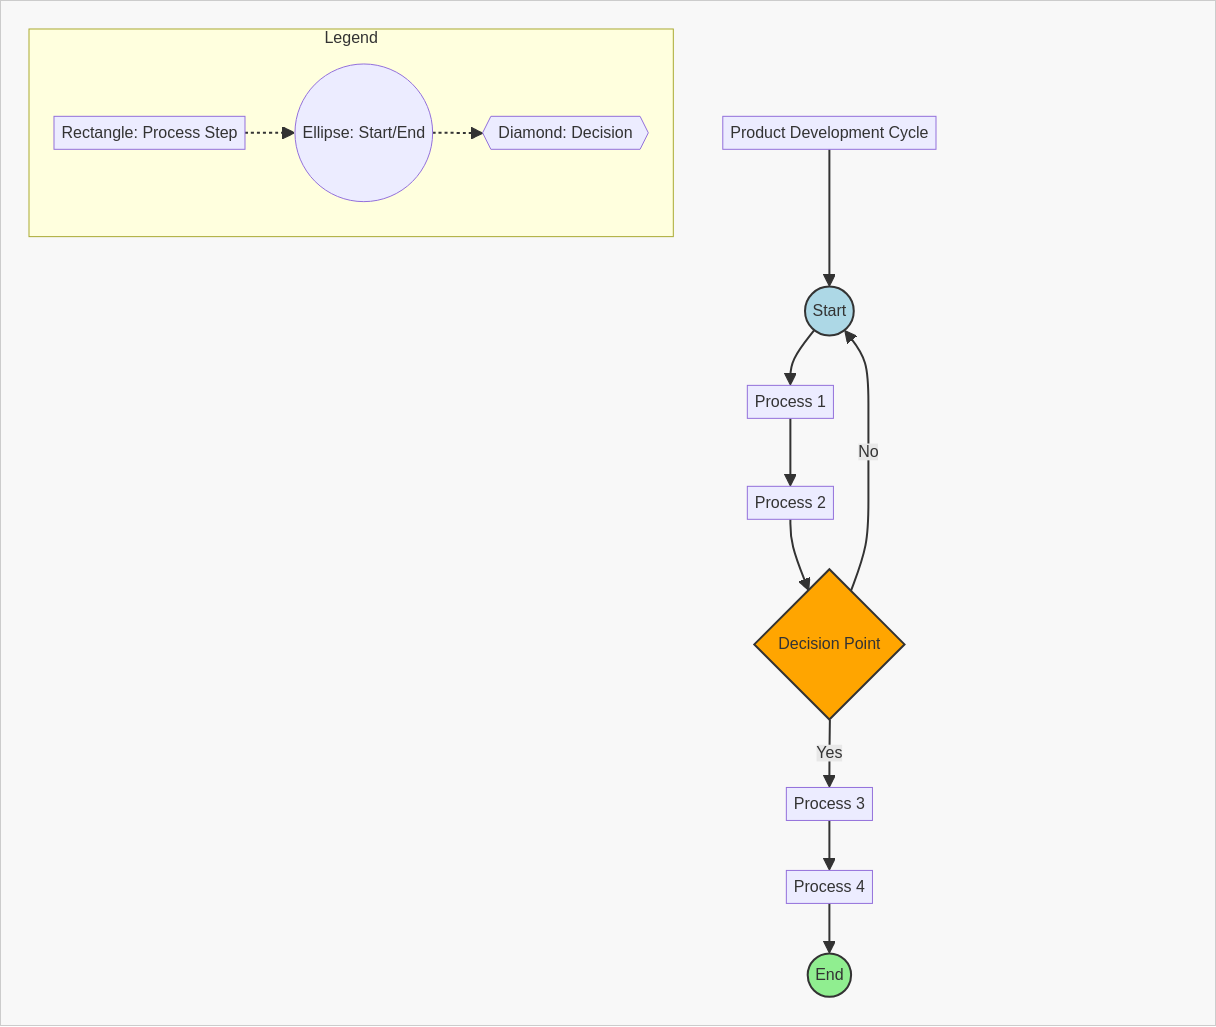 Legend
Rectangle: Process Step
Ellipse: Start/End
Diamond: Decision
Product Development Cycle
Start
Process 1
No
Process 2
Decision Point
Yes
Process 3
Process 4
End